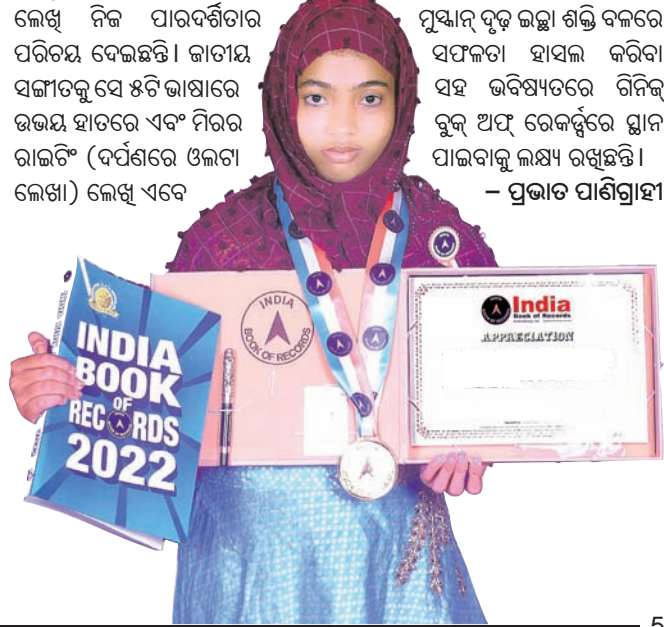 ଲେଖି ନିଜ ପାରଦର୍ଶିତାର
ପରିଚୟ ଦେଇଛନ୍ତି। ଜାତୀୟ
ସଙ୍ଗୀତକୁ ସେ ୫ଟି ଭାଷାରେ
ଉଭୟ ହାତରେ ଏବଂ ମିରର
ରାଇଟିଂ (ଦର୍ପଣରେ ଓଲଟା
ଲେଖା) ଲେଖି ଏବେ
ମୁସ୍କାନ୍ ଦୃଢ଼ ଇଚ୍ଛା ଶକ୍ତି ବଳରେ
ସଫଳତା ହାସଲ କରିବା
ସହ ଭବିଷ୍ୟତରେ ଗିନିଜ୍
ବୁକ୍ ଅଫ୍ ରେକର୍ଡ୍ସରେ ସ୍ଥାନ
ପାଇବାକୁ ଲକ୍ଷ୍ୟ ରଖିଛନ୍ତି।
– ପ୍ରଭାତ ପାଣିଗ୍ରାହୀ
INDIA
BOOK
OF
RECORDS
2022
INDIA
BOOK OF RECORDS
India
Book of Records
APPRECIATION
5